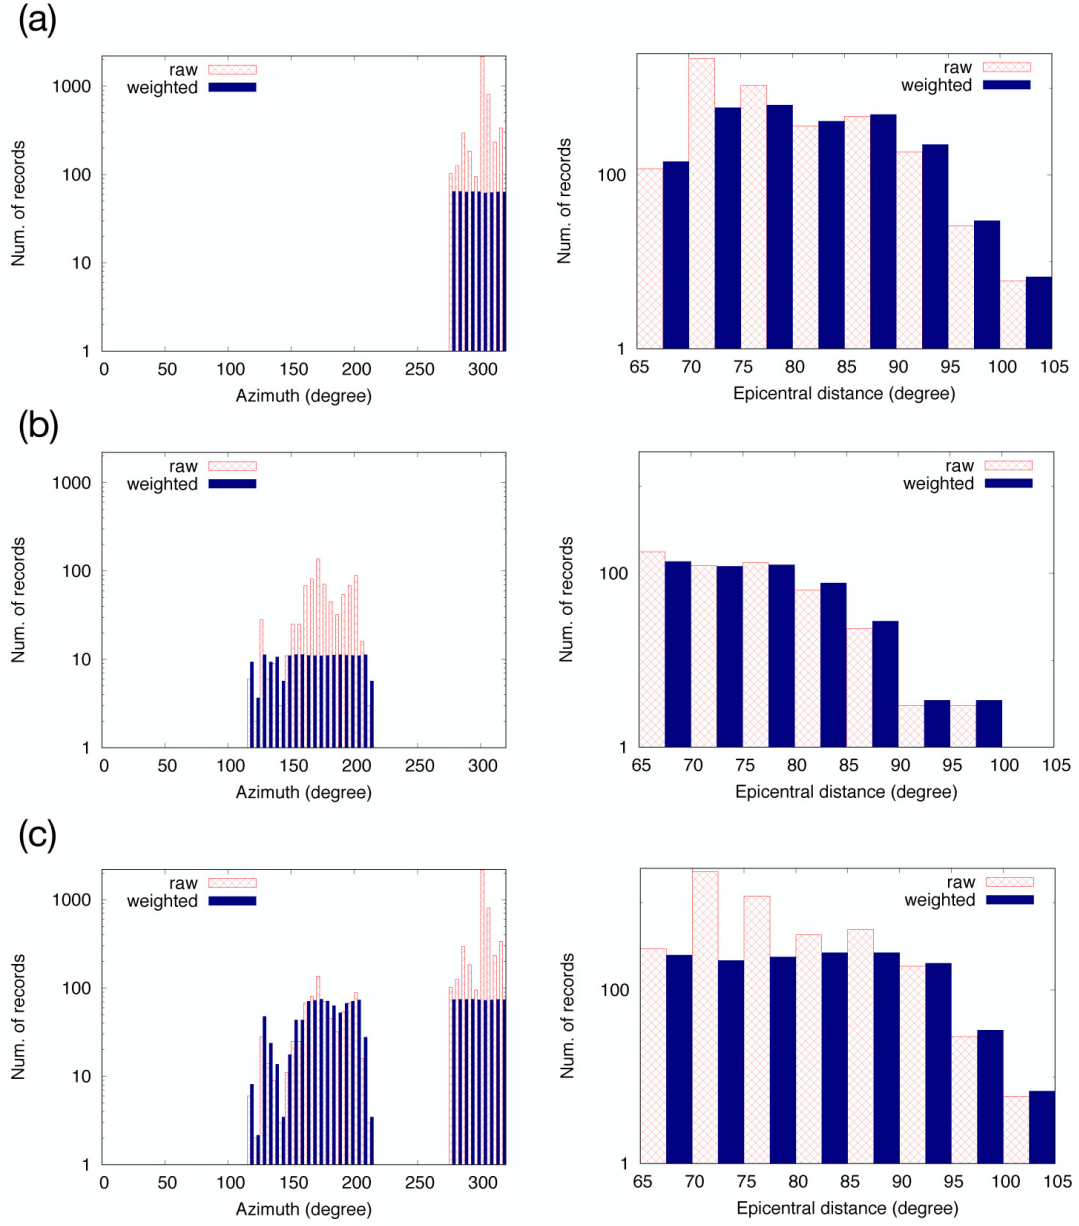 (a)
raw
weighted
1000
100
10
1
Num. of records
0 50 100 150 200 250 300
Azimuth (degree)
raw
weighted
100
1
Num. of records
65 70 75 80 85 90 95 100 105
Epicentral distance (degree)
(b)
raw
weighted
1000
100
10
1
Num. of records
0 50 100 150 200 250 300
Azimuth (degree)
raw
weighted
100
1
Num. of records
65 70 75 80 85 90 95 100 105
Epicentral distance (degree)
(c)
raw
weighted
1000
100
10
1
Num. of records
0 50 100 150 200 250 300
Azimuth (degree)
raw
weighted
100
1
Num. of records
65 70 75 80 85 90 95 100 105
Epicentral distance (degree)